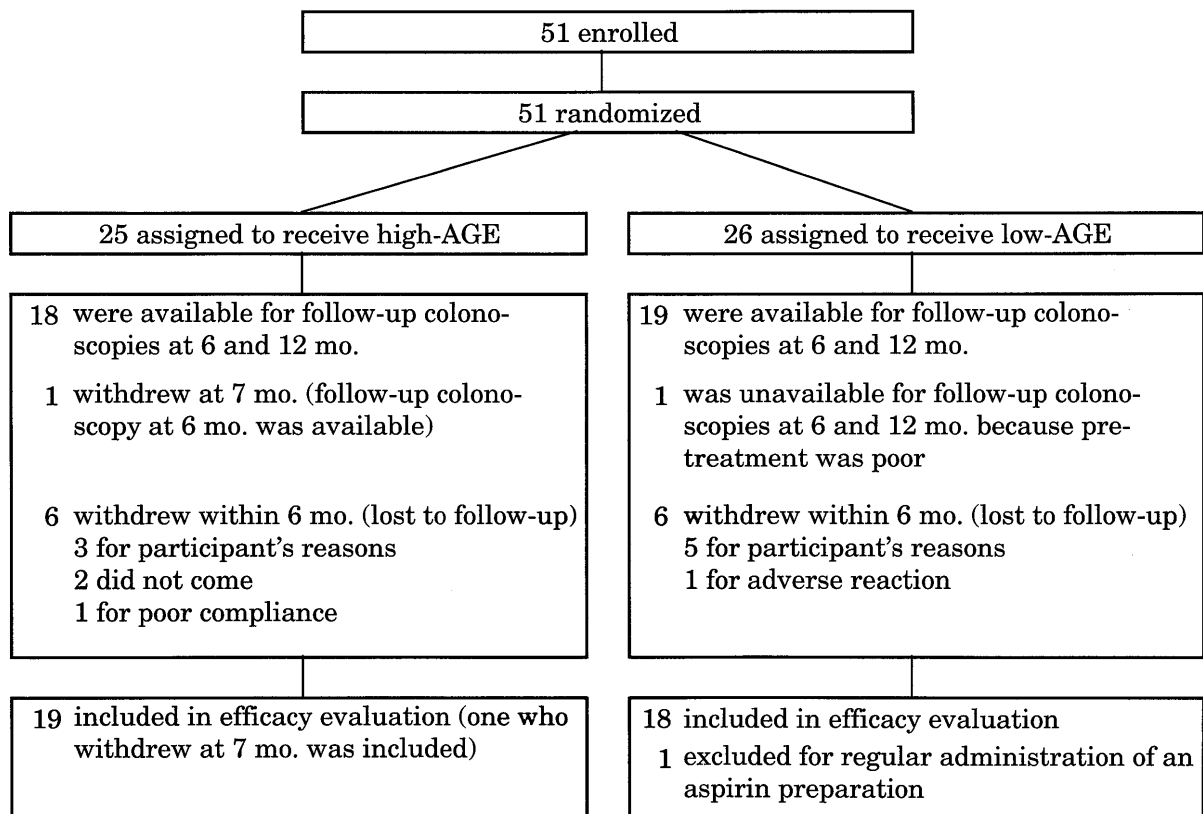 51 enrolled
51 randomized
25 assigned to receive high-AGE
18 were available for follow-up colono-
scopies at 6 and 12 mo.
1 withdrew at 7 mo. (follow-up colono-
scopy at 6 mo. was available)
6 withdrew within 6 mo. (lost to follow-up)
3 for participant's reasons
2 did not come
1 for poor compliance
19 included in efficacy evaluation (one who
withdrew at 7 mo. was included)
26 assigned to receive low-AGE
19 were available for follow-up colono-
scopies at 6 and 12 mo.
1 was unavailable for follow-up colono-
scopies at 6 and 12 mo. because pre-
treatment was poor
6 withdrew within 6 mo. (lost to follow-up)
5 for participant's reasons
1 for adverse reaction
18 included in efficacy evaluation
1 excluded for regular administration of an
aspirin preparation